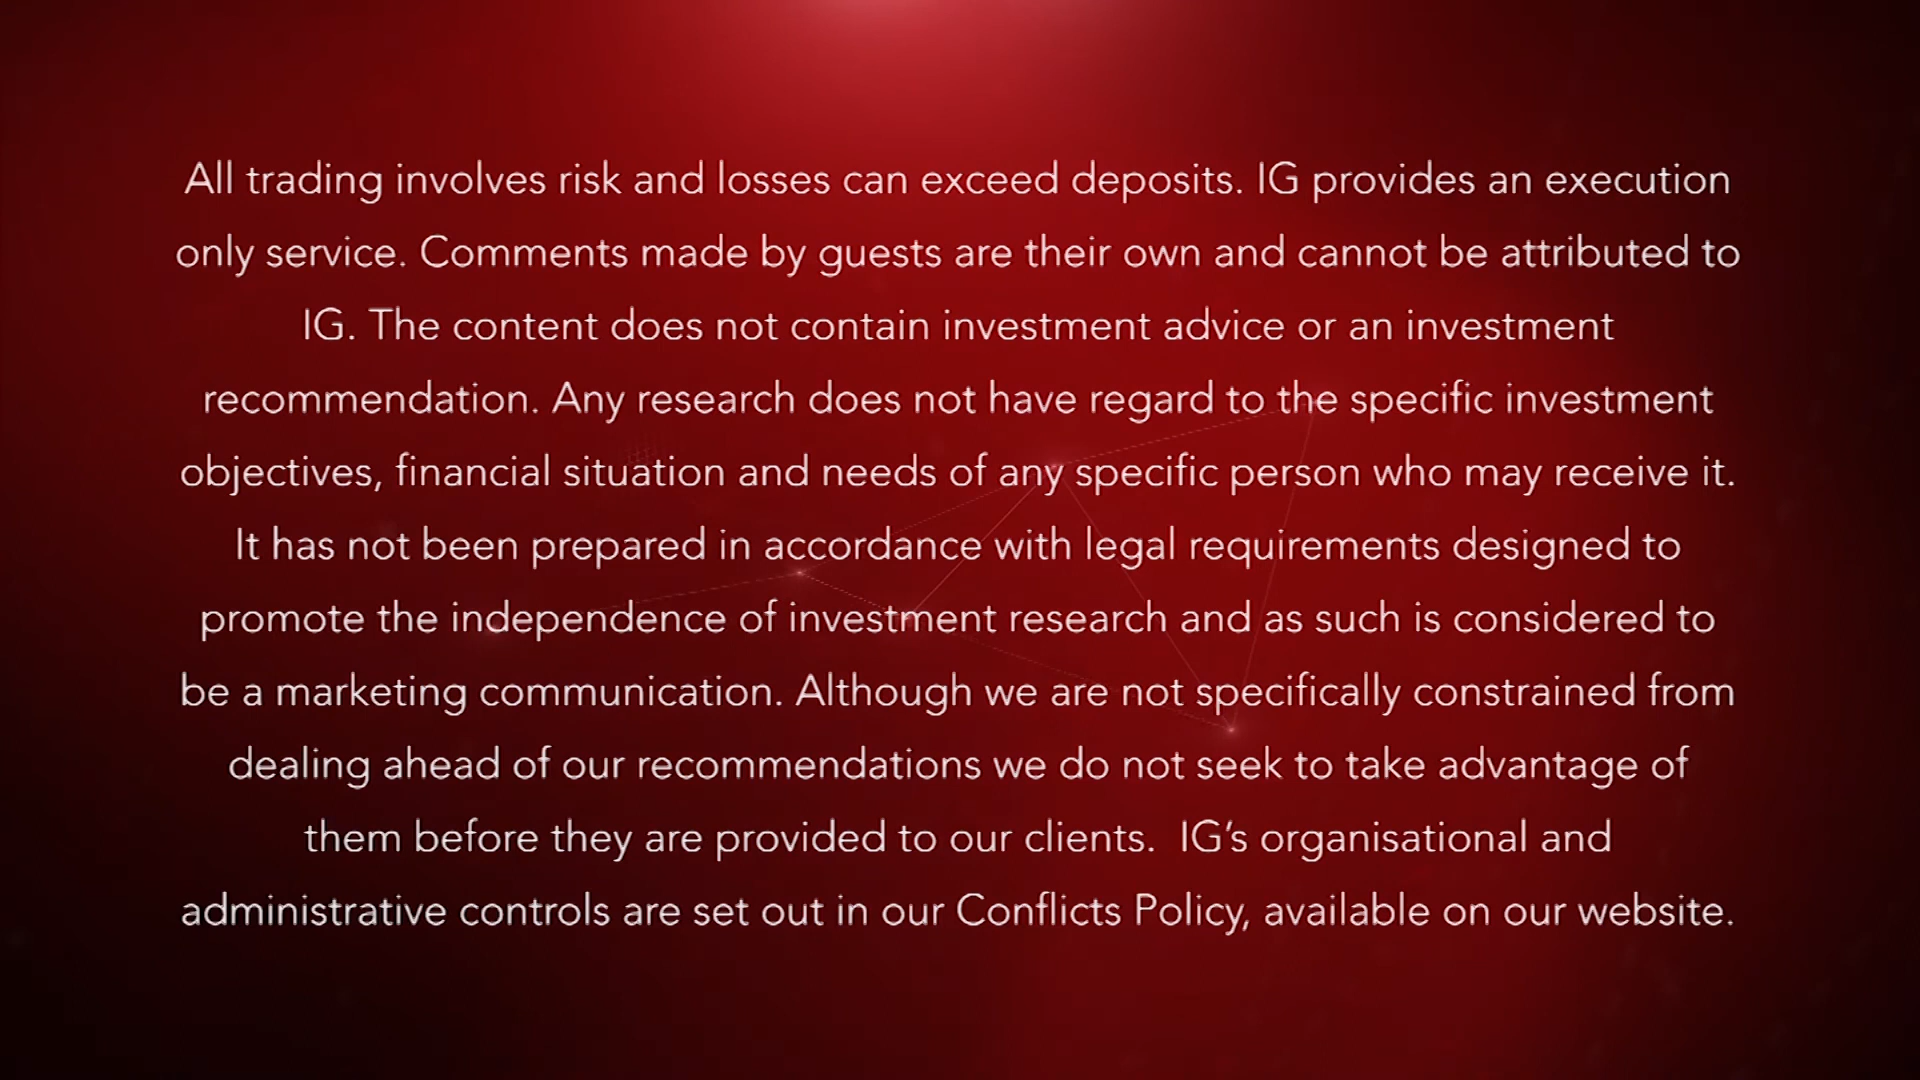 All trading involves risk and losses can exceed deposits. IG provides an execution
only service. Comments made by guests are their own and cannot be attributed to
IG. The content does not contain investment advice or an investment
recommendation. Any research does not have regard to the specific investment
objectives, financial situation and needs of any specific person who may receive it.
It has not been prepared in accordance with legal requirements designed to
promote the independence of investment research and as such is considered to
be a marketing communication. Although we are not specifically constrained from
dealing ahead of our recommendations we do not seek to take advantage of
them before they are provided to our clients.  IG’s organisational and
administrative controls are set out in our Conflicts Policy, available on our website.